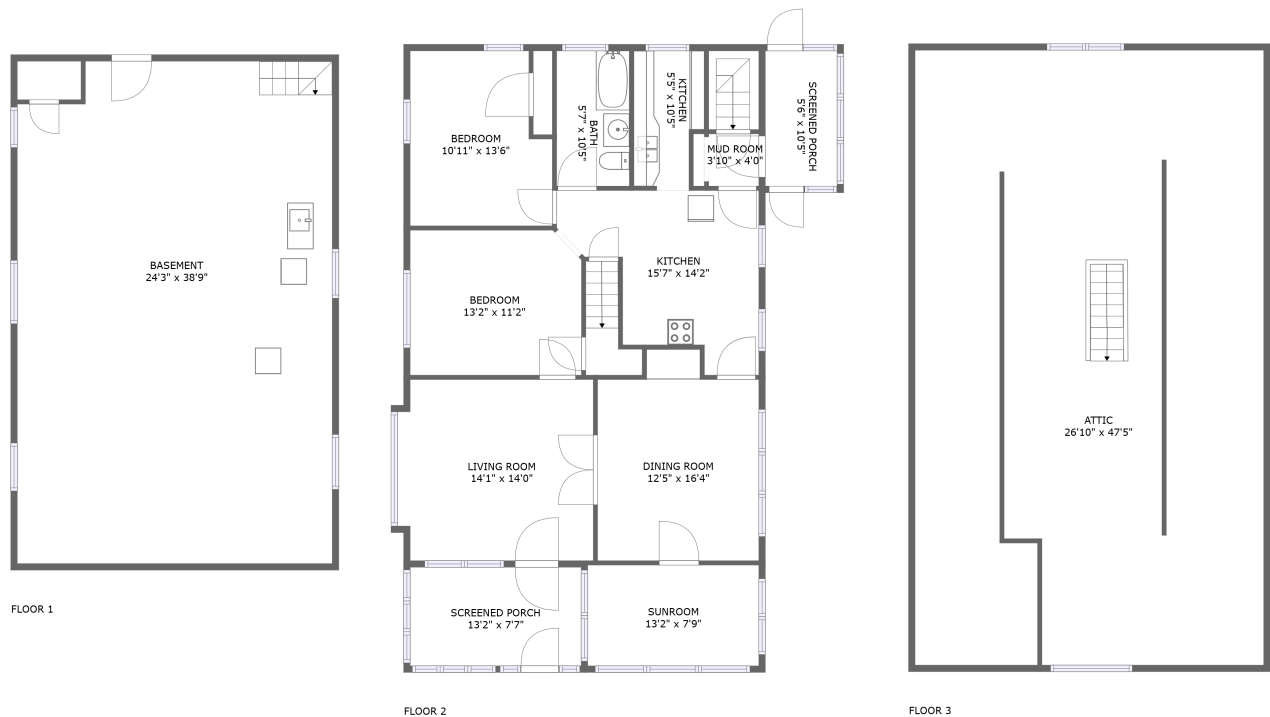 BASEMENT
24'3" x 38'9"
FLOOR 1
BEDROOM
10'11" x 13'6"
BATH
5'7" x 10'5"
KITCHEN
5'5" x 10'5"
MUD ROOM
3'10" x 4'0"
SCREENED PORCH
5'6" x 10'5"
BEDROOM
13'2" x 11'2"
KITCHEN
15'7" x 14'2"
LIVING ROOM
14'1" x 14'0"
DINING ROOM
12'5" x 16'4"
SCREENED PORCH
13'2" x 7'7"
SUNROOM
13'2" x 7'9"
FLOOR 2
ATTIC
26'10" x 47'5"
FLOOR 3